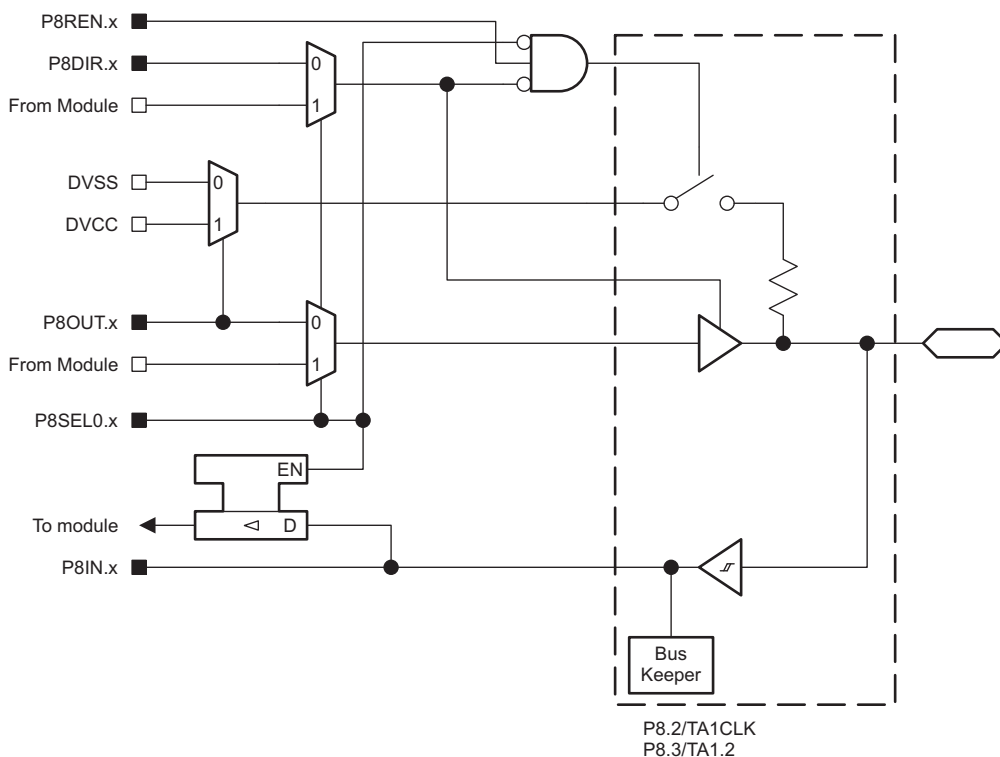 P8REN.x
P8DIR.x
0
From Module
1
DVSS
0
DVCC
1
P8OUT.x
0
From Module
1
P8SEL0.x
EN
To module
D
P8IN.x
Bus
Keeper
P8.2/TA1CLK
P8.3/TA1.2